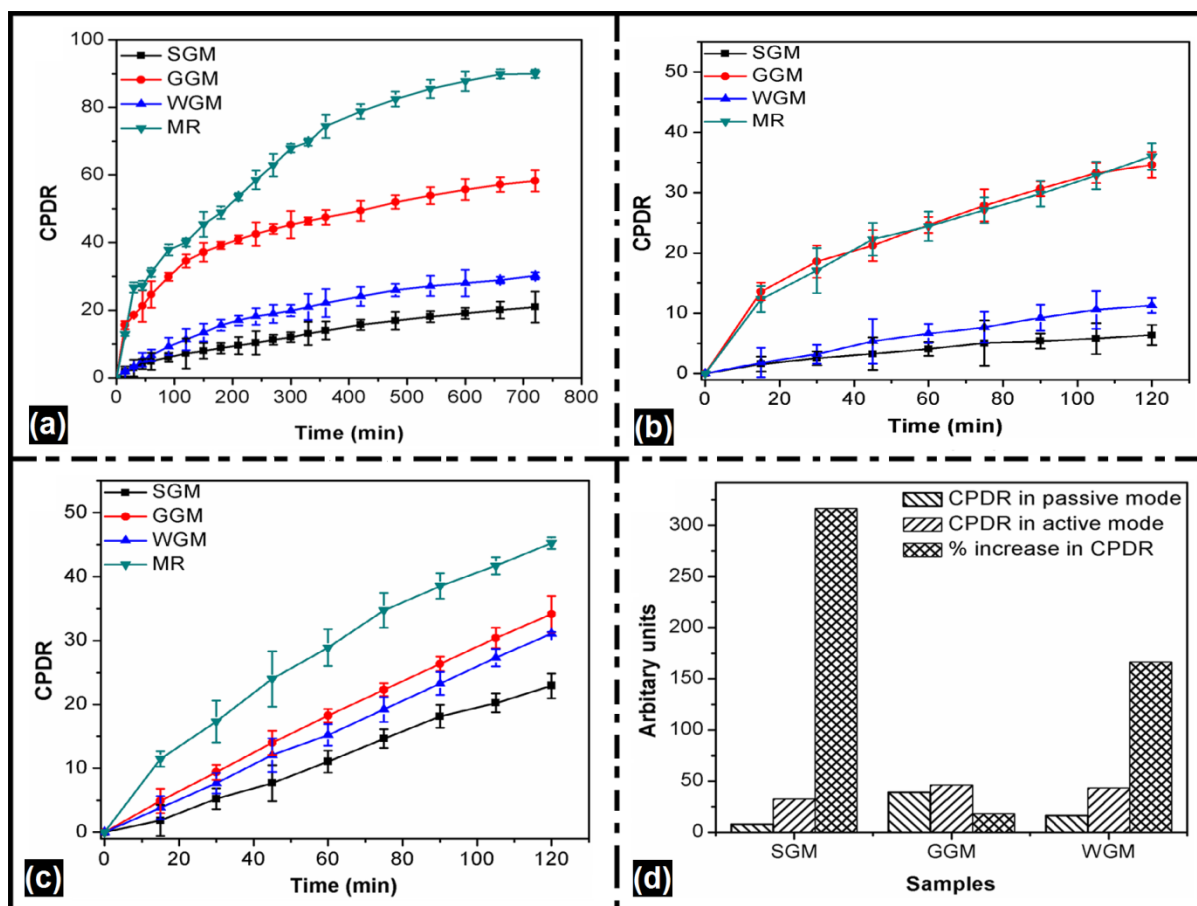 SGM
GGM
WGM
MR
CPDR
100
80
60
40
20
0
0 100 200 300 400 500 600 700 800
Time (min)
(a)
SGM
GGM
WGM
MR
CPDR
50
40
30
20
10
0
0 20 40 60 80 100 120
Time (min)
(b)
SGM
GGM
WGM
MR
CPDR
50
40
30
20
10
0
0 20 40 60 80 100 120
Time (min)
(c)
CPDR in passive mode
CPDR in active mode
% increase in CPDR
Arbitary units
300
250
200
150
100
50
0
SGM GGM WGM
Samples
(d)